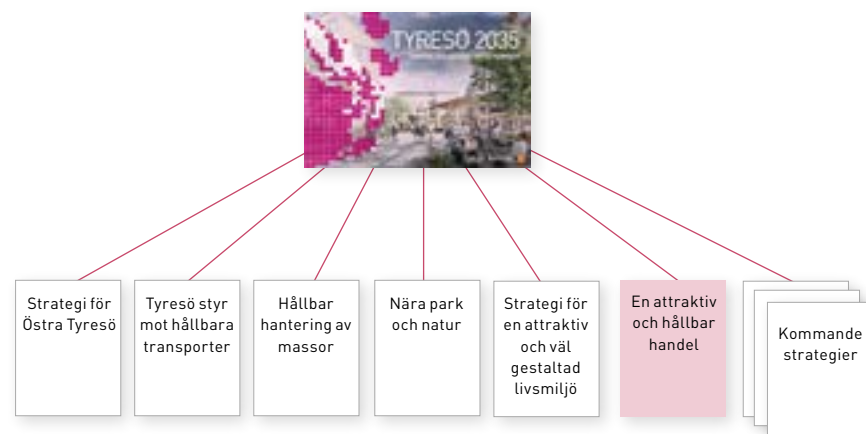 TYRESÖ 2035
Strategi för
Östra Tyresö
Tyresö styr
mot hållbara
transporter
Hållbar
hantering av
massor
Nära park
och natur
Strategi för
en attraktiv
och väl
gestaltad
livsmiljö
En attraktiv
och hållbar
handel
Kommande
strategier